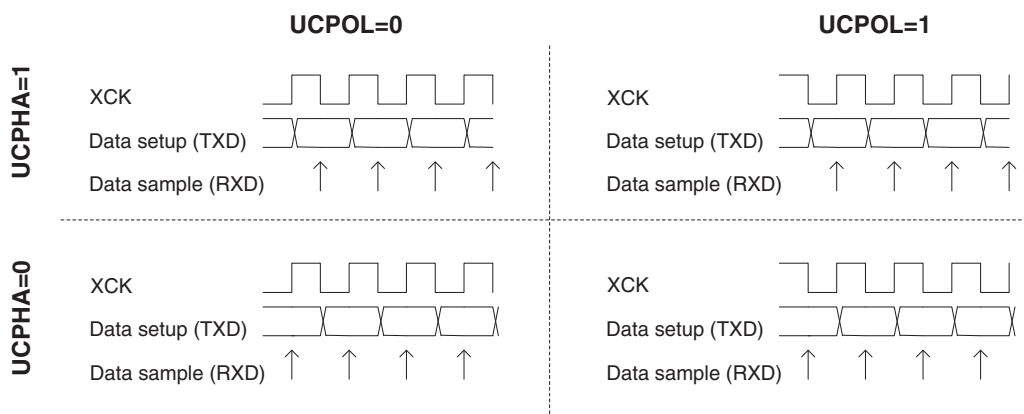 UCPOL=0
UCPOL=1
UCPHA=1
XCK
Data setup (TXD)
Data sample (RXD)
XCK
Data setup (TXD)
Data sample (RXD)
UCPHA=0
XCK
Data setup (TXD)
Data sample (RXD)
XCK
Data setup (TXD)
Data sample (RXD)